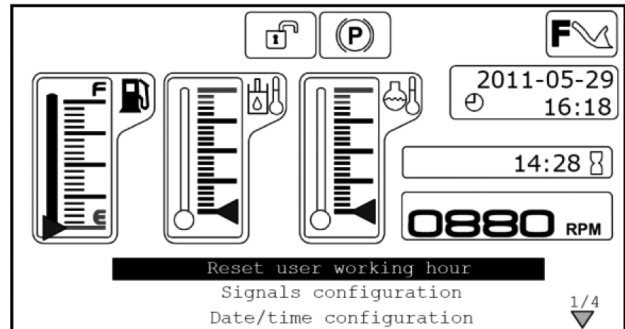 P
F
2011-05-29
16:18
F
E
14:28
0880 RPM
Reset user working hour
Signals configuration
Date/time configuration
1/4